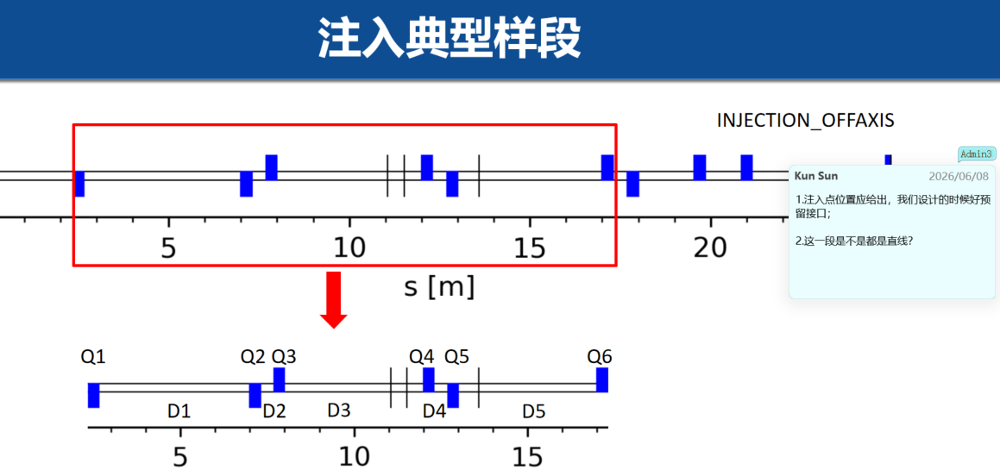 注入典型样段
INJECTION_OFFAXIS
Admin3
Kun Sun 2026/06/08
1.注入点位置应给出，我们设计的时候好预
留接口；
2.这一段是不是都是直线？
5 10 15 20
s [m]
Q1 Q2 Q3 Q4 Q5 Q6
D1 D2 D3 D4 D5
5 10 15